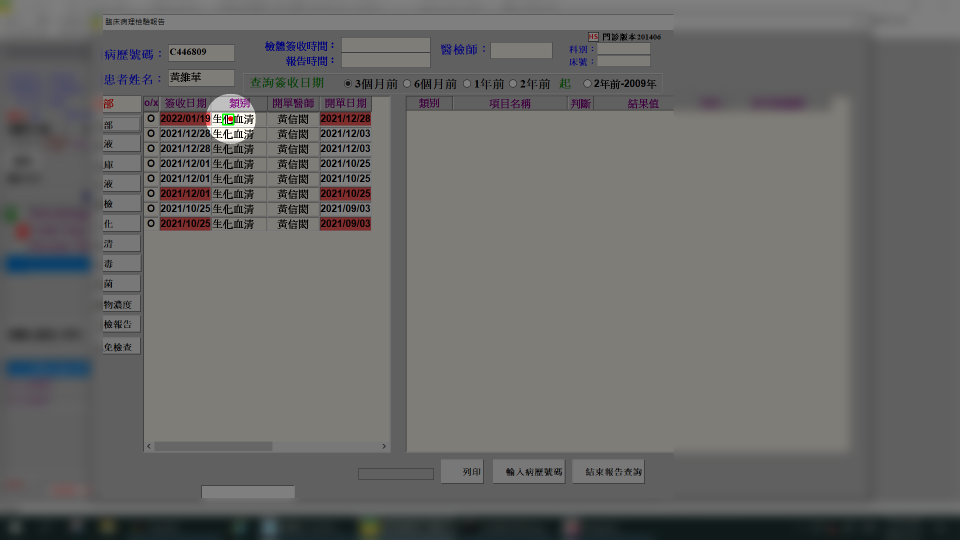 臨床病理檢驗報告
HS 門診版本201406
病歷號碼： C446809 檢體簽收時間： 醫檢師： 科別：
報告時間： 床號：
患者姓名： 黃維苹 查詢簽收日期 3個月前 6個月前 1年前 2年前 起 2年前-2009年
部 o/x 簽收日期 類別 開單醫師 開單日期 類別 項目名稱 判斷 結果值
O 2022/01/19 生化血清 黃信閎 2021/12/28
O 2021/12/28 生化血清 黃信閎 2021/12/03
O 2021/12/28 生化血清 黃信閎 2021/12/03
O 2021/12/01 生化血清 黃信閎 2021/10/25
O 2021/12/01 生化血清 黃信閎 2021/10/25
O 2021/12/01 生化血清 黃信閎 2021/10/25
O 2021/10/25 生化血清 黃信閎 2021/09/03
O 2021/10/25 生化血清 黃信閎 2021/09/03
部
液
庫
液
檢
化
清
毒
菌
物濃度
檢報告
免檢查
列印 輸入病歷號碼 結束報告查詢